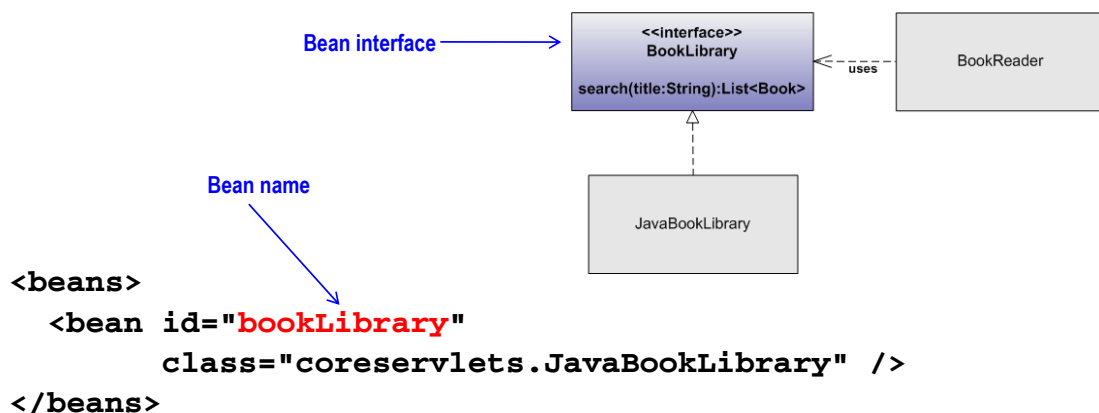 Bean interface
<<interface>>
BookLibrary
search(title:String):List<Book>
uses
BookReader
JavaBookLibrary
Bean name
<beans>
<bean id="bookLibrary"
class="coreservlets.JavaBookLibrary" />
</beans>